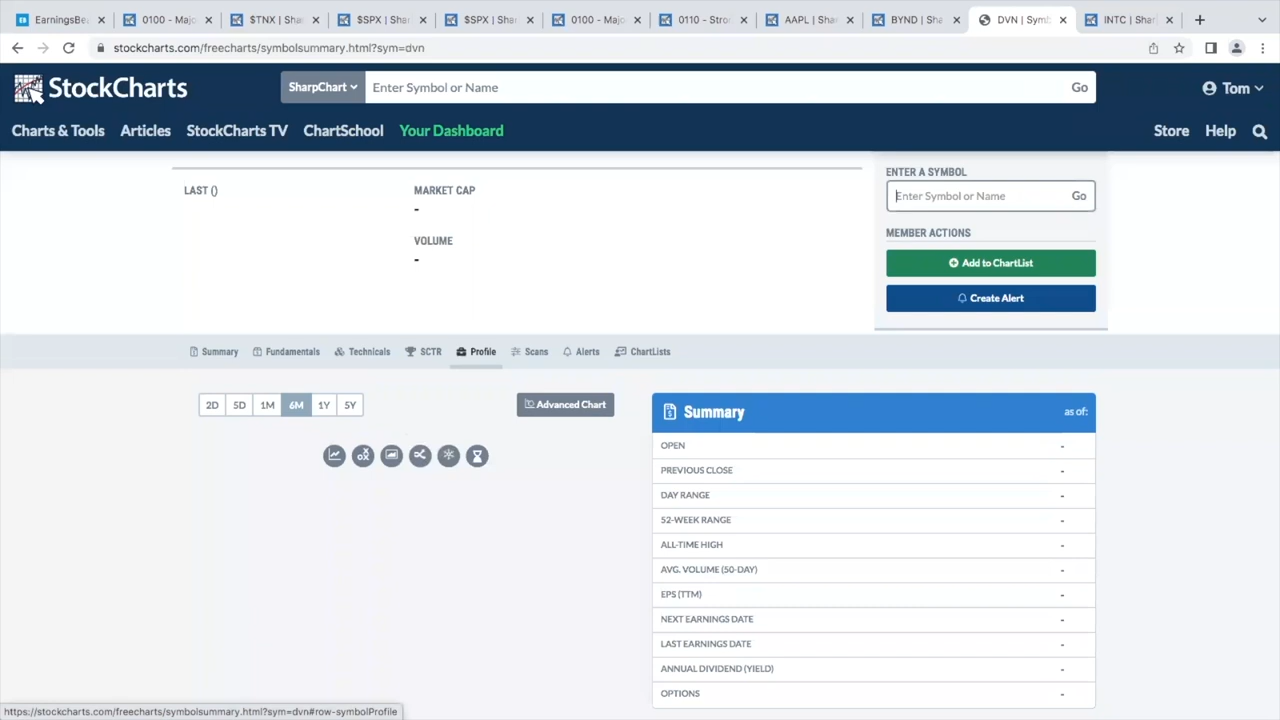 EarningsBea
0100 - Majo
$TNX | Sha
$SPX | Shar
$SPX | Shar
0100 - Majo
0110 - Stro
AAPL | Sha
BYND | Sha
DVN | Symb
INTC | Shar
stockcharts.com/freecharts/symbolsummary.html?sym=dvn
StockCharts
SharpChart
Enter Symbol or Name
Go
Tom
Charts & Tools
Articles
StockCharts TV
ChartSchool
Your Dashboard
Store
Help
LAST ()
MARKET CAP
-
VOLUME
-
ENTER A SYMBOL
Enter Symbol or Name
Go
MEMBER ACTIONS
Add to ChartList
Create Alert
Summary
Fundamentals
Technicals
SCTR
Profile
Scans
Alerts
ChartLists
2D
5D
1M
6M
1Y
5Y
Advanced Chart
Summary
as of:
OPEN -
PREVIOUS CLOSE -
DAY RANGE -
52-WEEK RANGE -
ALL-TIME HIGH -
AVG. VOLUME (50-DAY) -
EPS (TTM) -
NEXT EARNINGS DATE -
LAST EARNINGS DATE -
ANNUAL DIVIDEND (YIELD) -
OPTIONS -
https://stockcharts.com/freecharts/symbolsummary.html?sym=dvn#row-symbolProfile